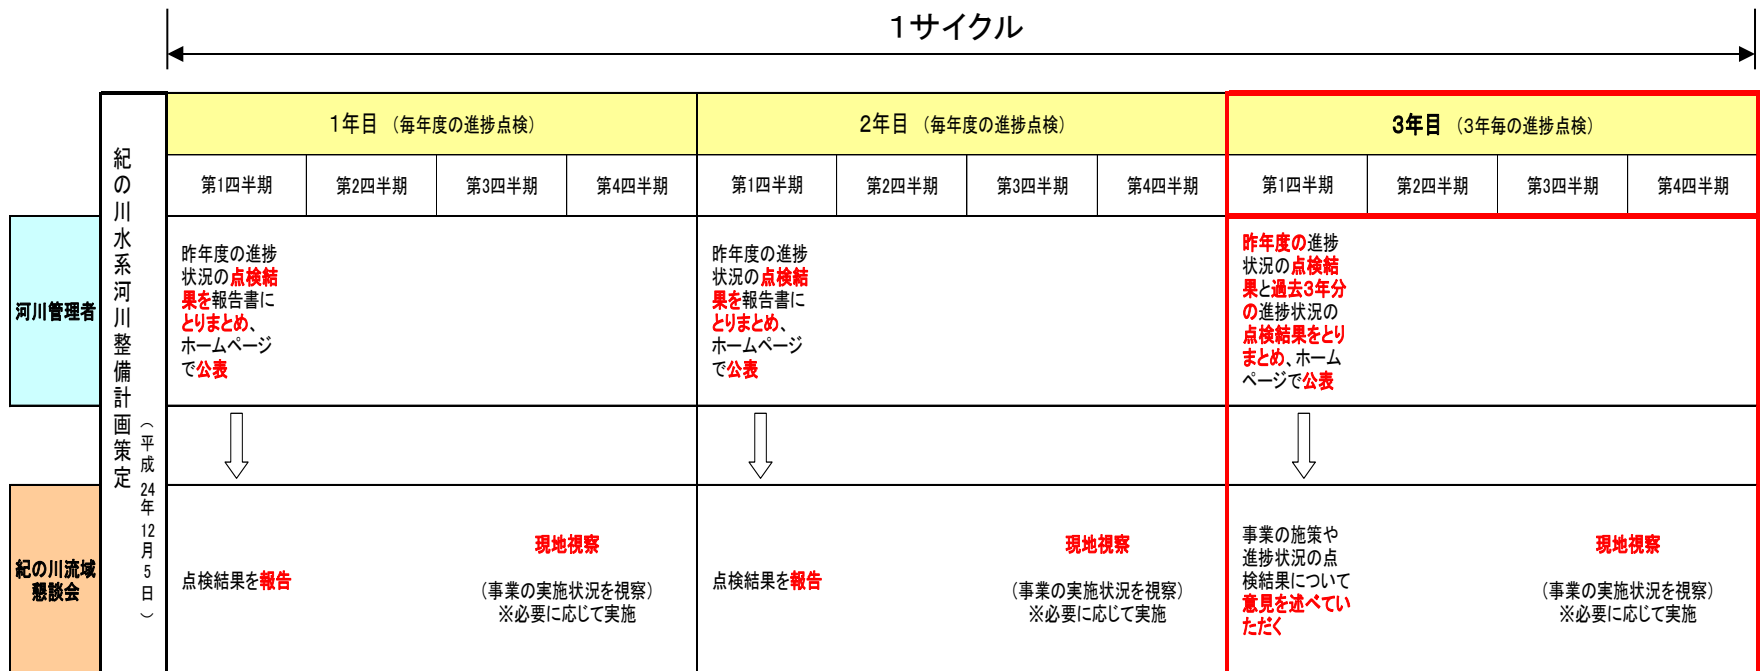 1サイクル
紀の川水系河川整備計画策定
（平成24年12月5日）
1年目（毎年度の進捗点検）
2年目（毎年度の進捗点検）
3年目（3年毎の進捗点検）
第1四半期
第2四半期
第3四半期
第4四半期
第1四半期
第2四半期
第3四半期
第4四半期
第1四半期
第2四半期
第3四半期
第4四半期
河川管理者
昨年度の進捗
状況の点検結
果を報告書に
とりまとめ、
ホームページ
で公表
昨年度の進捗
状況の点検結
果を報告書に
とりまとめ、
ホームページ
で公表
昨年度の進捗
状況の点検結
果と過去3年分
の進捗状況の
点検結果をとり
まとめ、ホーム
ページで公表
紀の川流域
懇談会
点検結果を報告
現地視察
（事業の実施状況を視察）
※必要に応じて実施
点検結果を報告
現地視察
（事業の実施状況を視察）
※必要に応じて実施
事業の施策や
進捗状況の点
検結果について
意見を述べてい
ただく
現地視察
（事業の実施状況を視察）
※必要に応じて実施